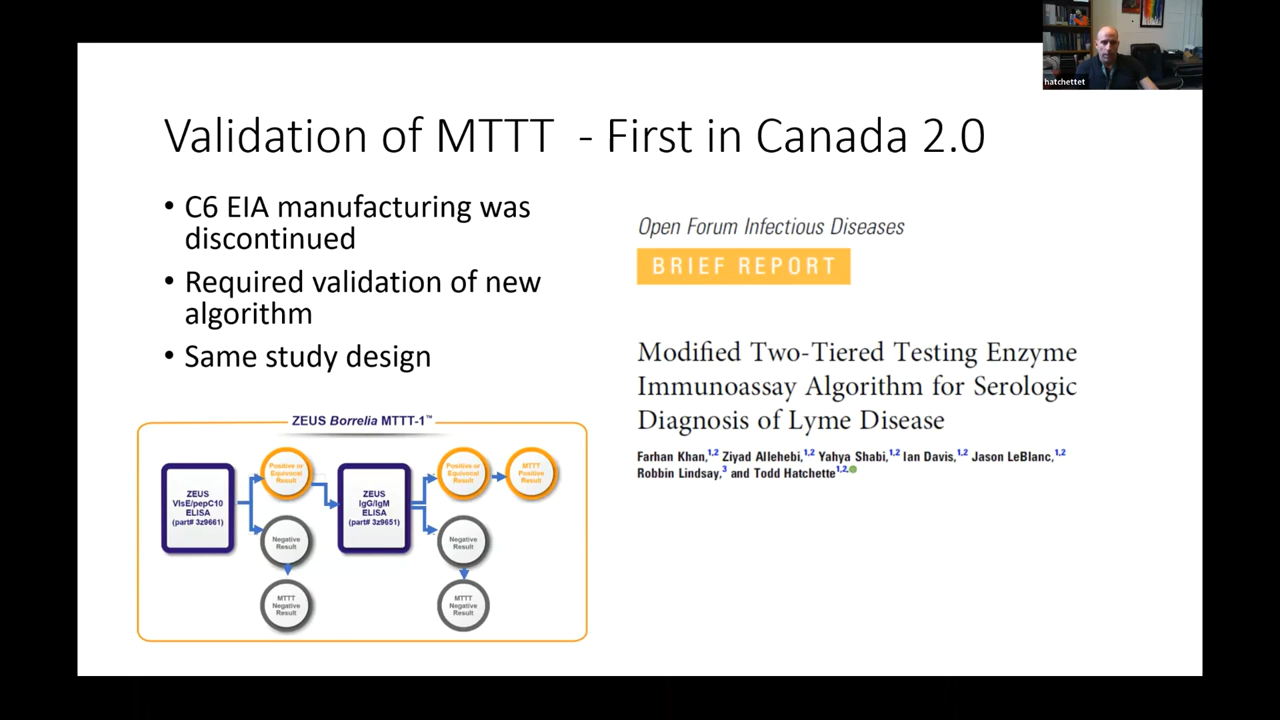 hatchettet
Validation of MTTT - First in Canada 2.0
• C6 EIA manufacturing was
discontinued
• Required validation of new
algorithm
• Same study design
Open Forum Infectious Diseases
BRIEF REPORT
Modified Two-Tiered Testing Enzyme
Immunoassay Algorithm for Serologic
Diagnosis of Lyme Disease
Farhan Khan,1,2 Ziyad Allehebi,1,2 Yahya Shabi,1,2 Ian Davis,1,2 Jason LeBlanc,1,2
Robbin Lindsay,3 and Todd Hatchette1,2,
ZEUS Borrelia MTTT-1™
ZEUS
VlsE/pepC10
ELISA
(part# 3z9661)
Positive or
Equivocal
Result
Negative
Result
MTTT
Negative
Result
ZEUS
IgG/IgM
ELISA
(part# 3z9651)
Positive or
Equivocal
Result
MTTT
Positive
Result
Negative
Result
MTTT
Negative
Result